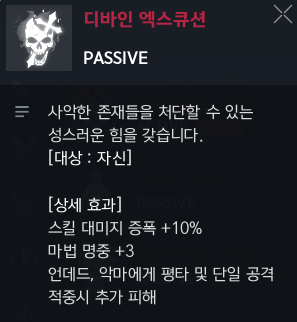 디바인 엑스큐션
PASSIVE
사악한 존재들을 처단할 수 있는
성스러운 힘을 갖습니다.
[대상 : 자신]
[상세 효과]
스킬 대미지 증폭 +10%
마법 명중 +3
언데드, 악마에게 평타 및 단일 공격
적중시 추가 피해